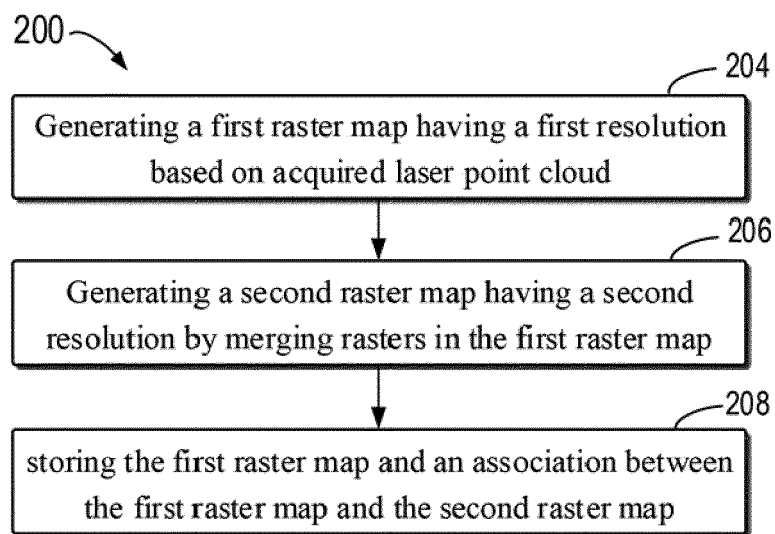 200
204
Generating a first raster map having a first resolution
based on acquired laser point cloud
206
Generating a second raster map having a second
resolution by merging rasters in the first raster map
208
storing the first raster map and an association between
the first raster map and the second raster map